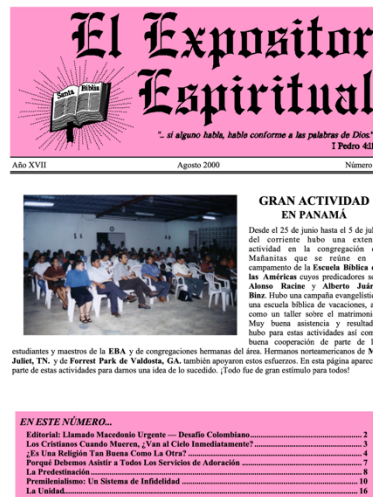 El Expositor
Espiritual
Santa Biblia
"... si alguno habla, hable conforme a las palabras de Dios."
I Pedro 4:11
Año XVII Agosto 2000 Número
GRAN ACTIVIDAD
EN PANAMÁ
Desde el 25 de junio hasta el 5 de
del corriente hubo una
actividad en la congregación
Mañanitas que se reúne en
campamento de la Escuela Bíblica
las Américas cuyos predicadores
Alonso Racine y Alberto
Binz. Hubo una campaña
una escuela bíblica de vacaciones,
como un taller sobre el
Muy buena asistencia y
hubo para estas actividades así
buena cooperación de parte de
estudiantes y maestros de la EBA y de congregaciones hermanas del área. Hermanos norteamericanos de
Juliet, TN. y de Forrest Park de Valdosta, GA. también apoyaron estos esfuerzos. En esta página
parte de estas actividades para darnos una idea de lo sucedido. ¡Todo fue de gran estímulo para todos!
EN ESTE NÚMERO...
Editorial: Llamado Macedonio Urgente — Desafío Colombiano 2
Los Cristianos Cuando Mueren, ¿Van al Cielo Inmediatamente? 3
¿Es Una Religión Tan Buena Como La Otra? 4
Porqué Debemos Asistir a Todos Los Servicios de Adoración 7
La Predestinación 8
Premilenialismo: Un Sistema de Infidelidad 10
La Unidad 16